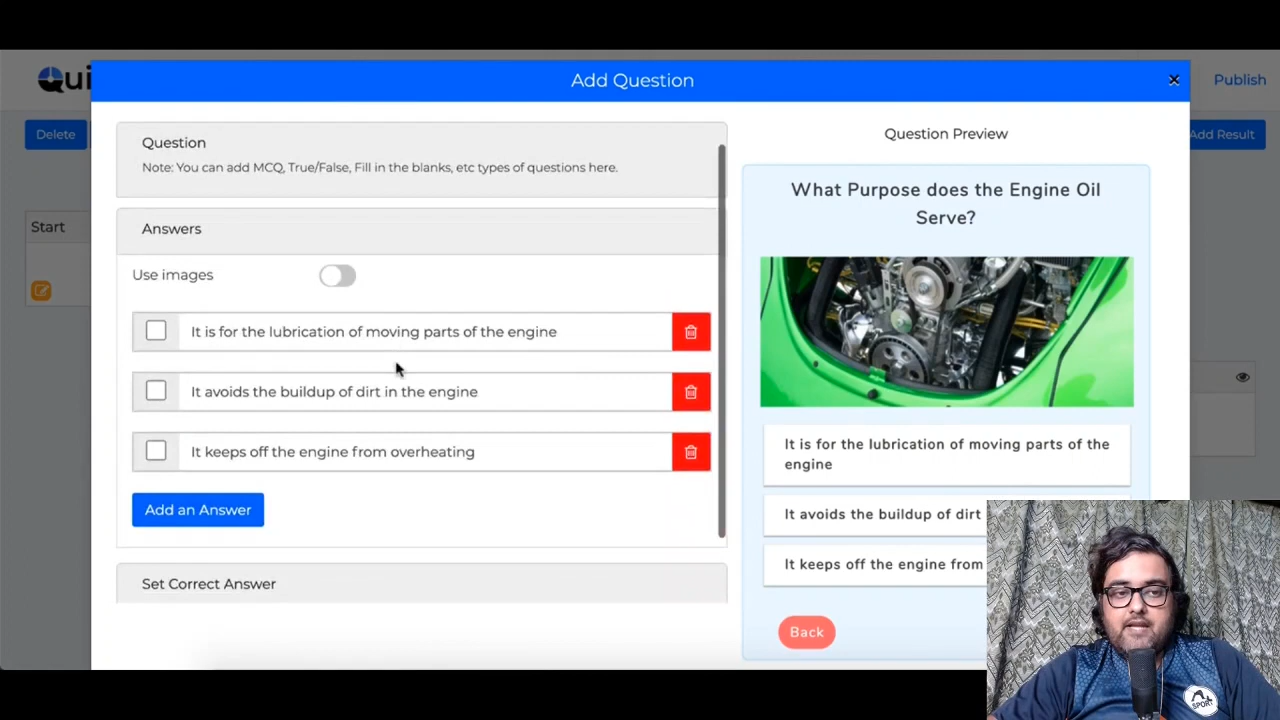 Qui
Add Question
Publish
Delete
Add Result
Question
Note: You can add MCQ, True/False, Fill in the blanks, etc types of questions here.
Start
Answers
Use images
It is for the lubrication of moving parts of the engine
It avoids the buildup of dirt in the engine
It keeps off the engine from overheating
Add an Answer
Set Correct Answer
Question Preview
What Purpose does the Engine Oil
Serve?
It is for the lubrication of moving parts of the
engine
It avoids the buildup of dirt
It keeps off the engine from
Back
SPORT